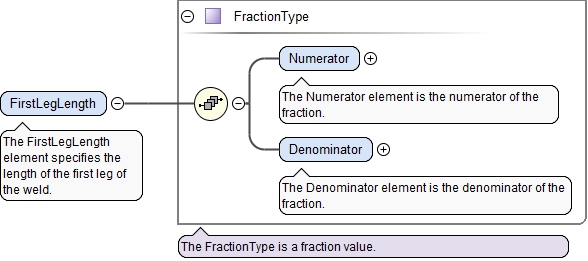 FractionType
Numerator
The Numerator element is the numerator of the
fraction.
FirstLegLength
The FirstLegLength
element specifies the
length of the first leg of
the weld.
Denominator
The Denominator element is the denominator of the
fraction.
The FractionType is a fraction value.